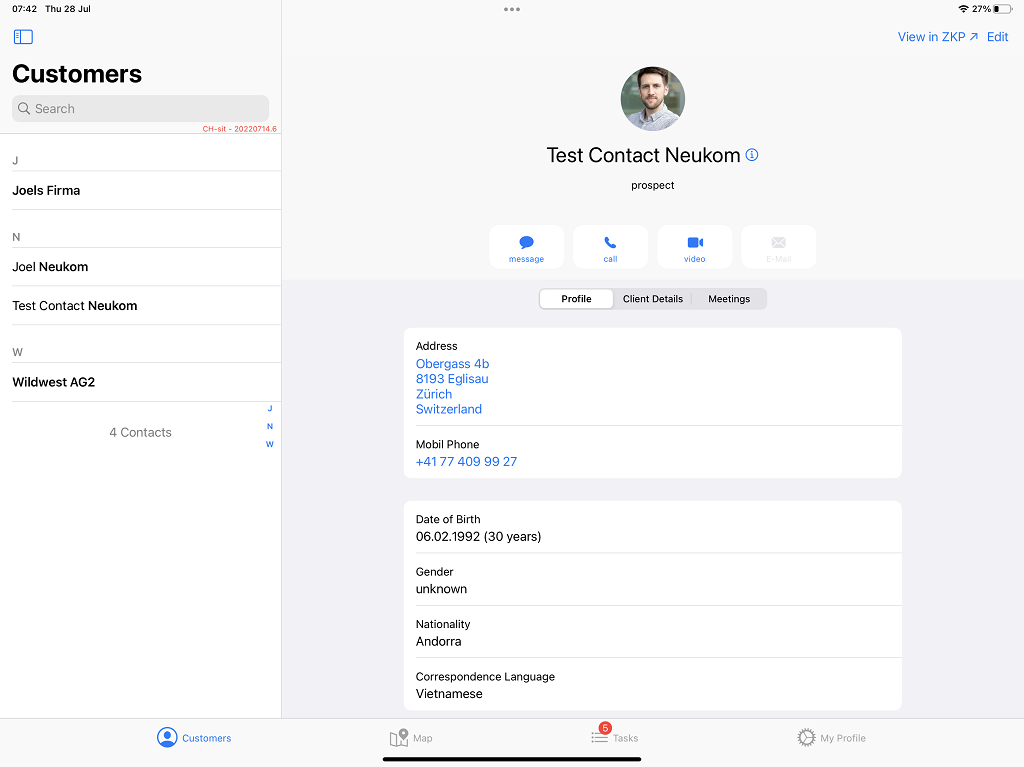 07:42 Thu 28 Jul
27%
Customers
Search
CH-sit - 20220714.6
J
Joels Firma
N
Joel Neukom
Test Contact Neukom
W
Wildwest AG2
4 Contacts
J
N
W
View in ZKP Edit
Test Contact Neukom
prospect
message call video E-Mail
Profile Client Details Meetings
Address
Obergass 4b
8193 Eglisau
Zürich
Switzerland
Mobil Phone
+41 77 409 99 27
Date of Birth
06.02.1992 (30 years)
Gender
unknown
Nationality
Andorra
Correspondence Language
Vietnamese
Customers Map 5 Tasks My Profile